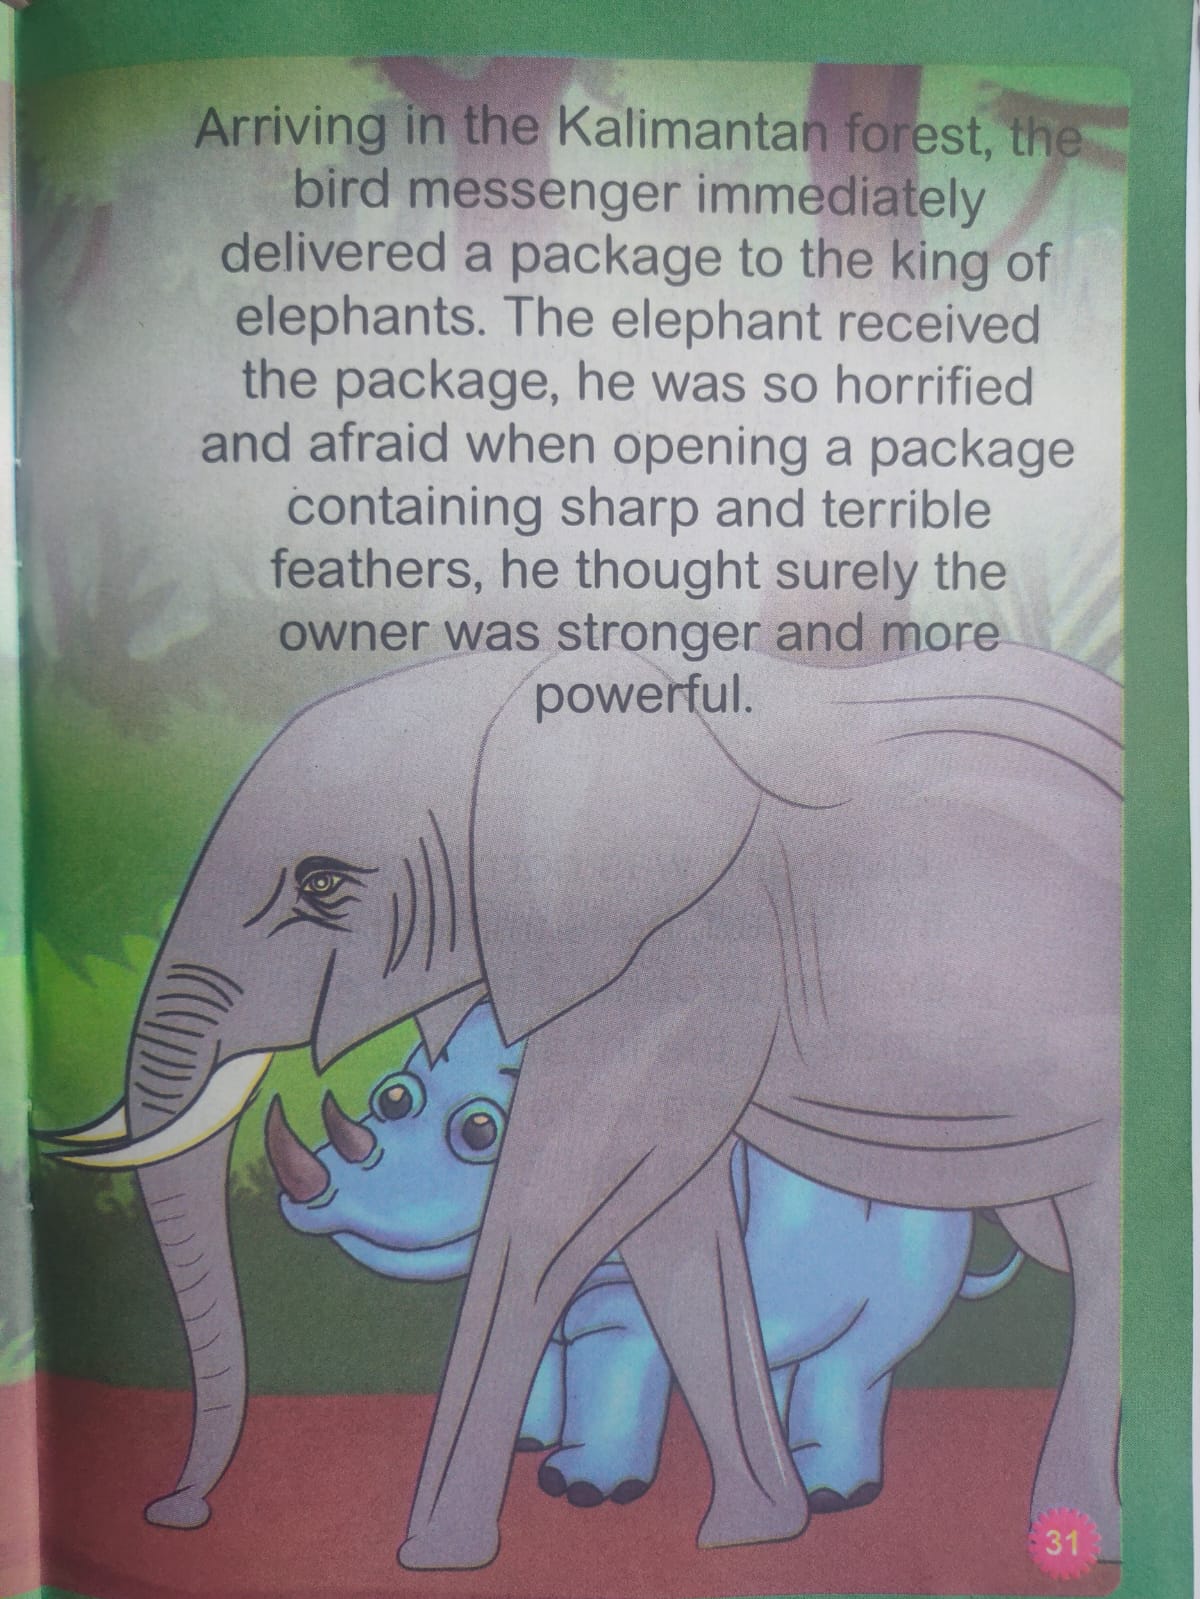 Arriving in the Kalimantan forest, the
bird messenger immediately
delivered a package to the king of
elephants. The elephant received
the package, he was so horrified
and afraid when opening a package
containing sharp and terrible
feathers, he thought surely the
owner was stronger and more
powerful.
31